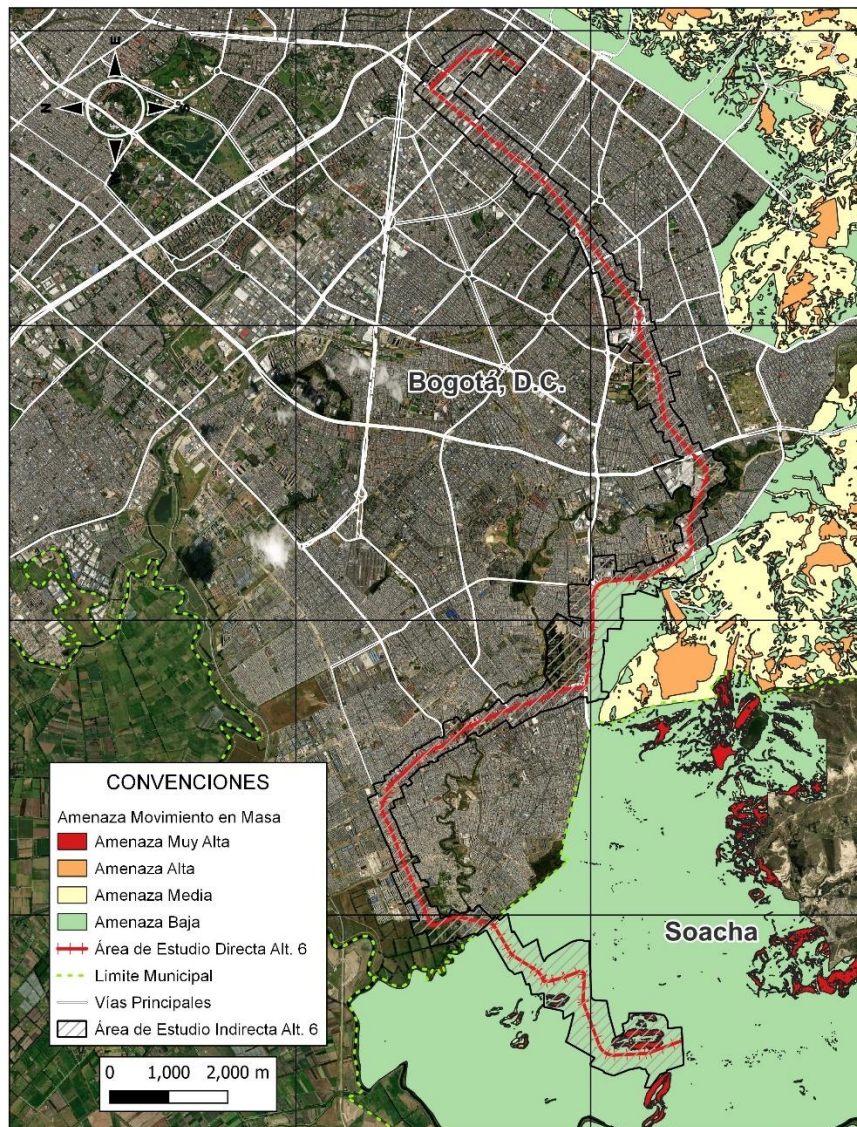 E
N
S
Bogotá, D.C.
Soacha
CONVENCIONES
Amenaza Movimiento en Masa
Amenaza Muy Alta
Amenaza Alta
Amenaza Media
Amenaza Baja
Área de Estudio Directa Alt. 6
Límite Municipal
Vías Principales
Área de Estudio Indirecta Alt. 6
0 1,000 2,000 m